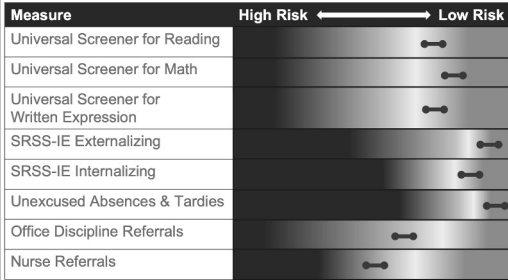 Measure High Risk Low Risk
Universal Screener for Reading
Universal Screener for Math
Universal Screener for
Written Expression
SRSS-IE Externalizing
SRSS-IE Internalizing
Unexcused Absences & Tardies
Office Discipline Referrals
Nurse Referrals